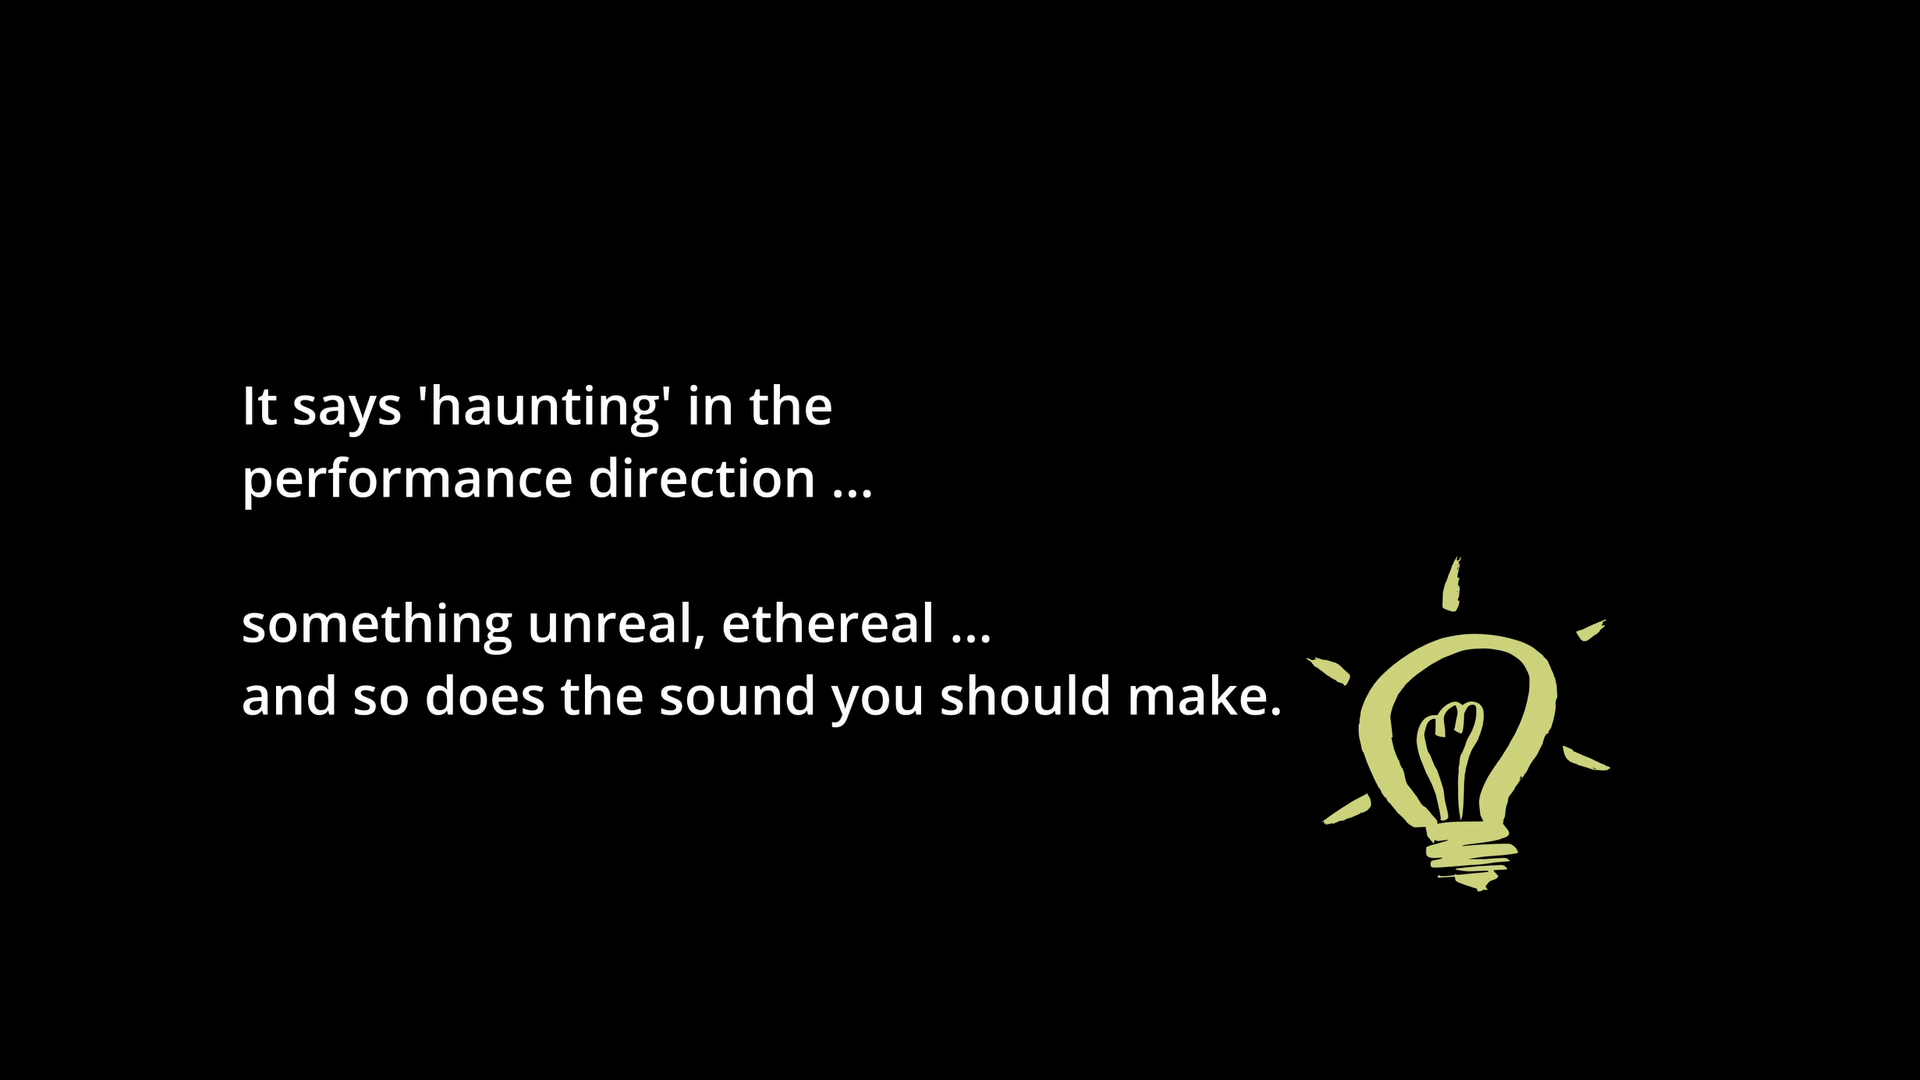 It says 'haunting' in the
performance direction ...
something unreal, ethereal ...
and so does the sound you should make.